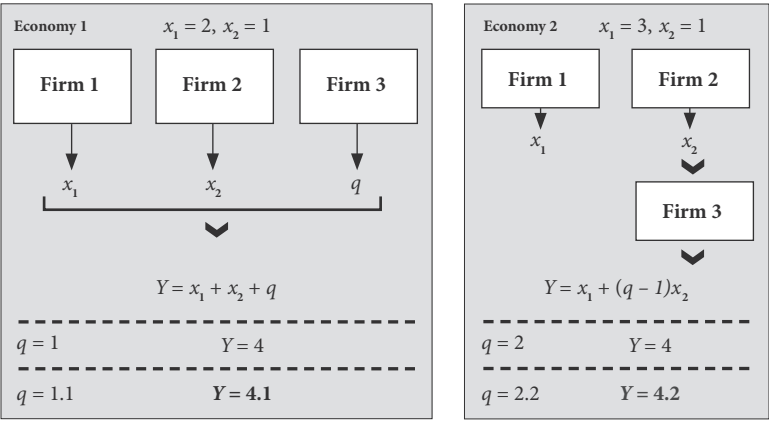 Economy 1 x₁ = 2, x₂ = 1
Firm 1 Firm 2 Firm 3
x₁ x₂ q
Y = x₁ + x₂ + q
q = 1 Y = 4
q = 1.1 Y = 4.1
Economy 2 x₁ = 3, x₂ = 1
Firm 1 Firm 2
x₁ x₂
Firm 3
Y = x₁ + (q – 1)x₂
q = 2 Y = 4
q = 2.2 Y = 4.2